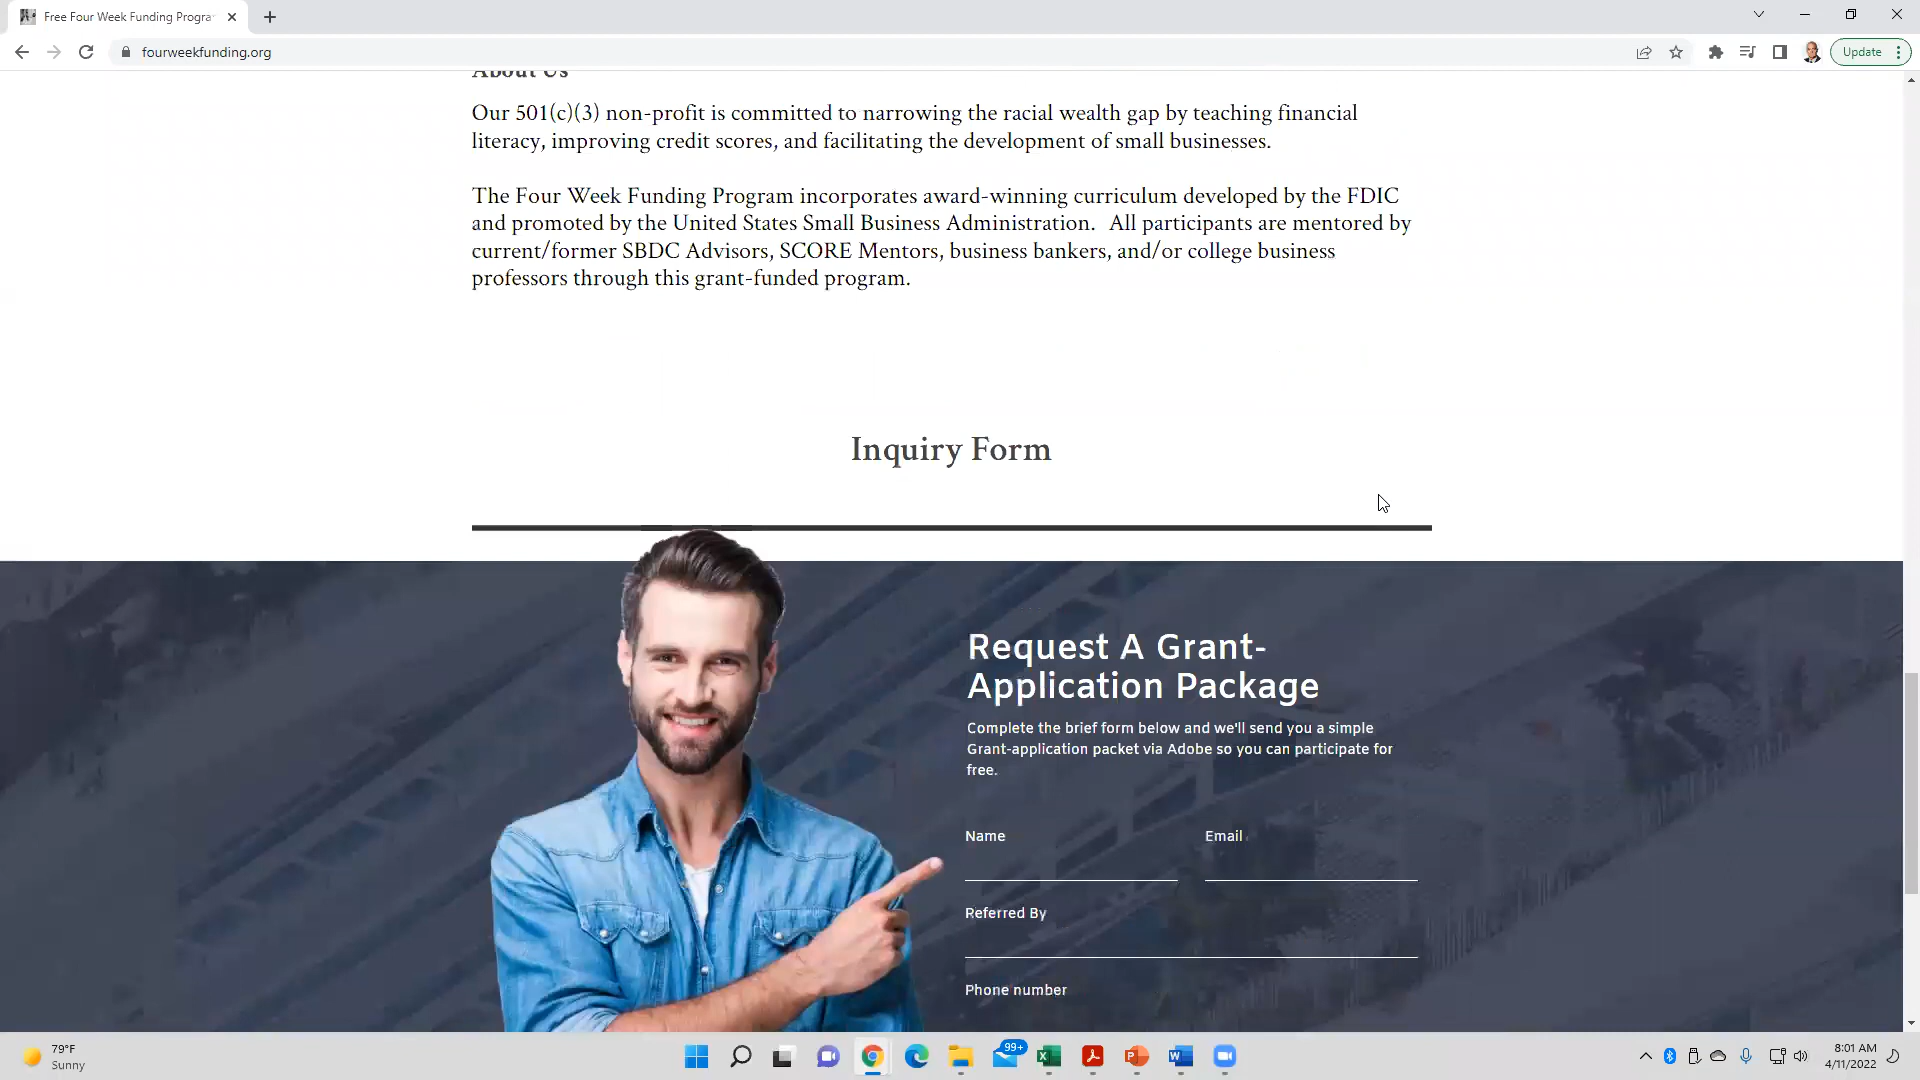 Free Four Week Funding Progra
fourweekfunding.org
Update
About Us
Our 501(c)(3) non-profit is committed to narrowing the racial wealth gap by teaching financial
literacy, improving credit scores, and facilitating the development of small businesses.
The Four Week Funding Program incorporates award-winning curriculum developed by the FDIC
and promoted by the United States Small Business Administration.  All participants are mentored by
current/former SBDC Advisors, SCORE Mentors, business bankers, and/or college business
professors through this grant-funded program.
Inquiry Form
Request A Grant-
Application Package
Complete the brief form below and we'll send you a simple
Grant-application packet via Adobe so you can participate for
free.
Name
Email
Referred By
Phone number
79°F
Sunny
99+
8:01 AM
4/11/2022